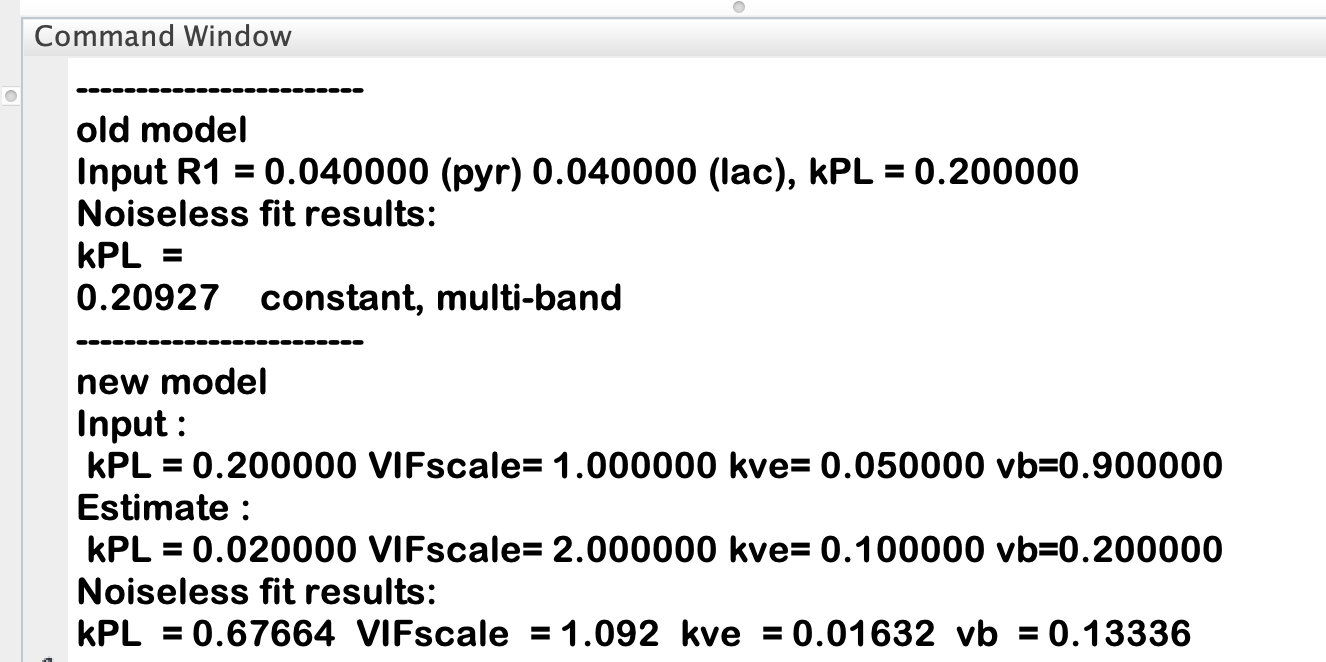 Command Window
------------------------
old model
Input R1 = 0.040000 (pyr) 0.040000 (lac), kPL = 0.200000
Noiseless fit results:
kPL  =
0.20927    constant, multi-band
------------------------
new model
Input :
 kPL = 0.200000 VIFscale= 1.000000 kve= 0.050000 vb=0.900000
Estimate :
 kPL = 0.020000 VIFscale= 2.000000 kve= 0.100000 vb=0.200000
Noiseless fit results:
kPL  = 0.67664  VIFscale  = 1.092  kve  = 0.01632  vb  = 0.13336